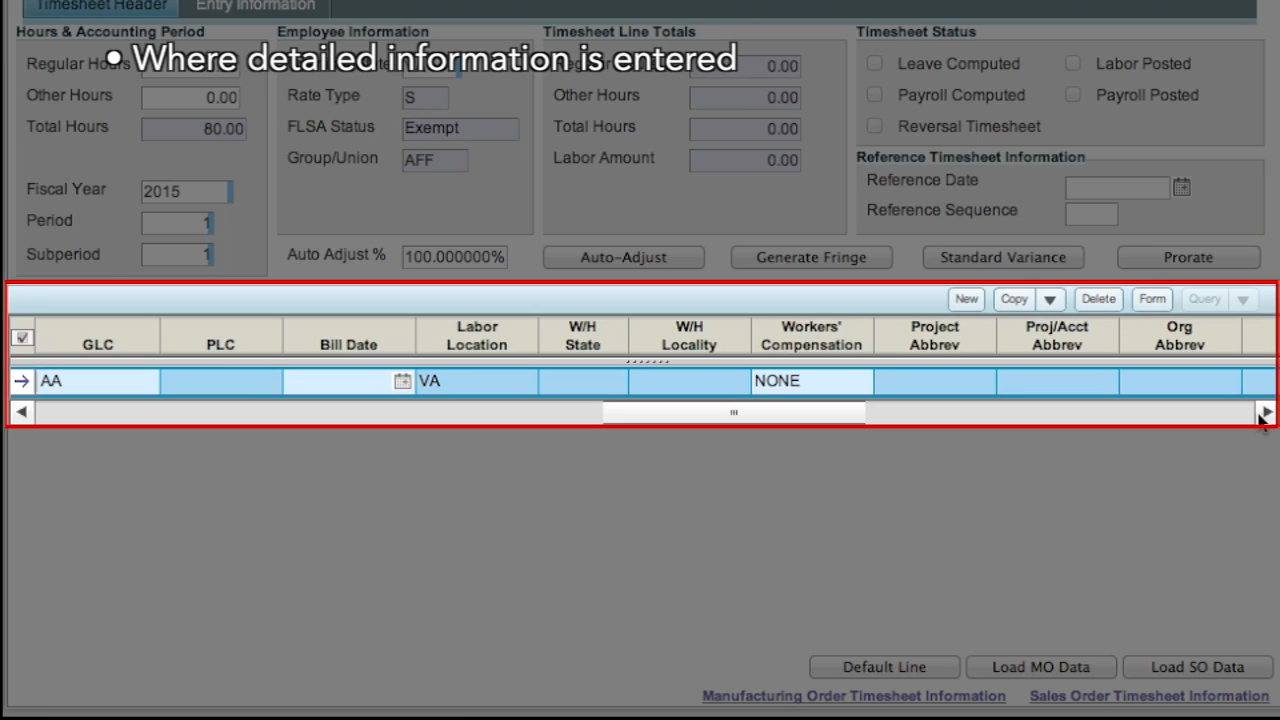 Timesheet Header Entry Information
Hours & Accounting Period Employee Information Timesheet Line Totals Timesheet Status
• Where detailed information is entered
Regular Hours 0.00 Leave Computed Labor Posted
Other Hours 0.00 Rate Type S Other Hours 0.00 Payroll Computed Payroll Posted
Total Hours 80.00 FLSA Status Exempt Total Hours 0.00 Reversal Timesheet
Group/Union AFF Labor Amount 0.00 Reference Timesheet Information
Fiscal Year 2015 Reference Date
Period 1 Reference Sequence
Subperiod 1 Auto Adjust % 100.000000% Auto-Adjust Generate Fringe Standard Variance Prorate
New Copy Delete Form Query
GLC PLC Bill Date Labor Location W/H State W/H Locality Workers' Compensation Project Abbrev Proj/Acct Abbrev Org Abbrev
AA VA NONE
Default Line Load MO Data Load SO Data
Manufacturing Order Timesheet Information Sales Order Timesheet Information